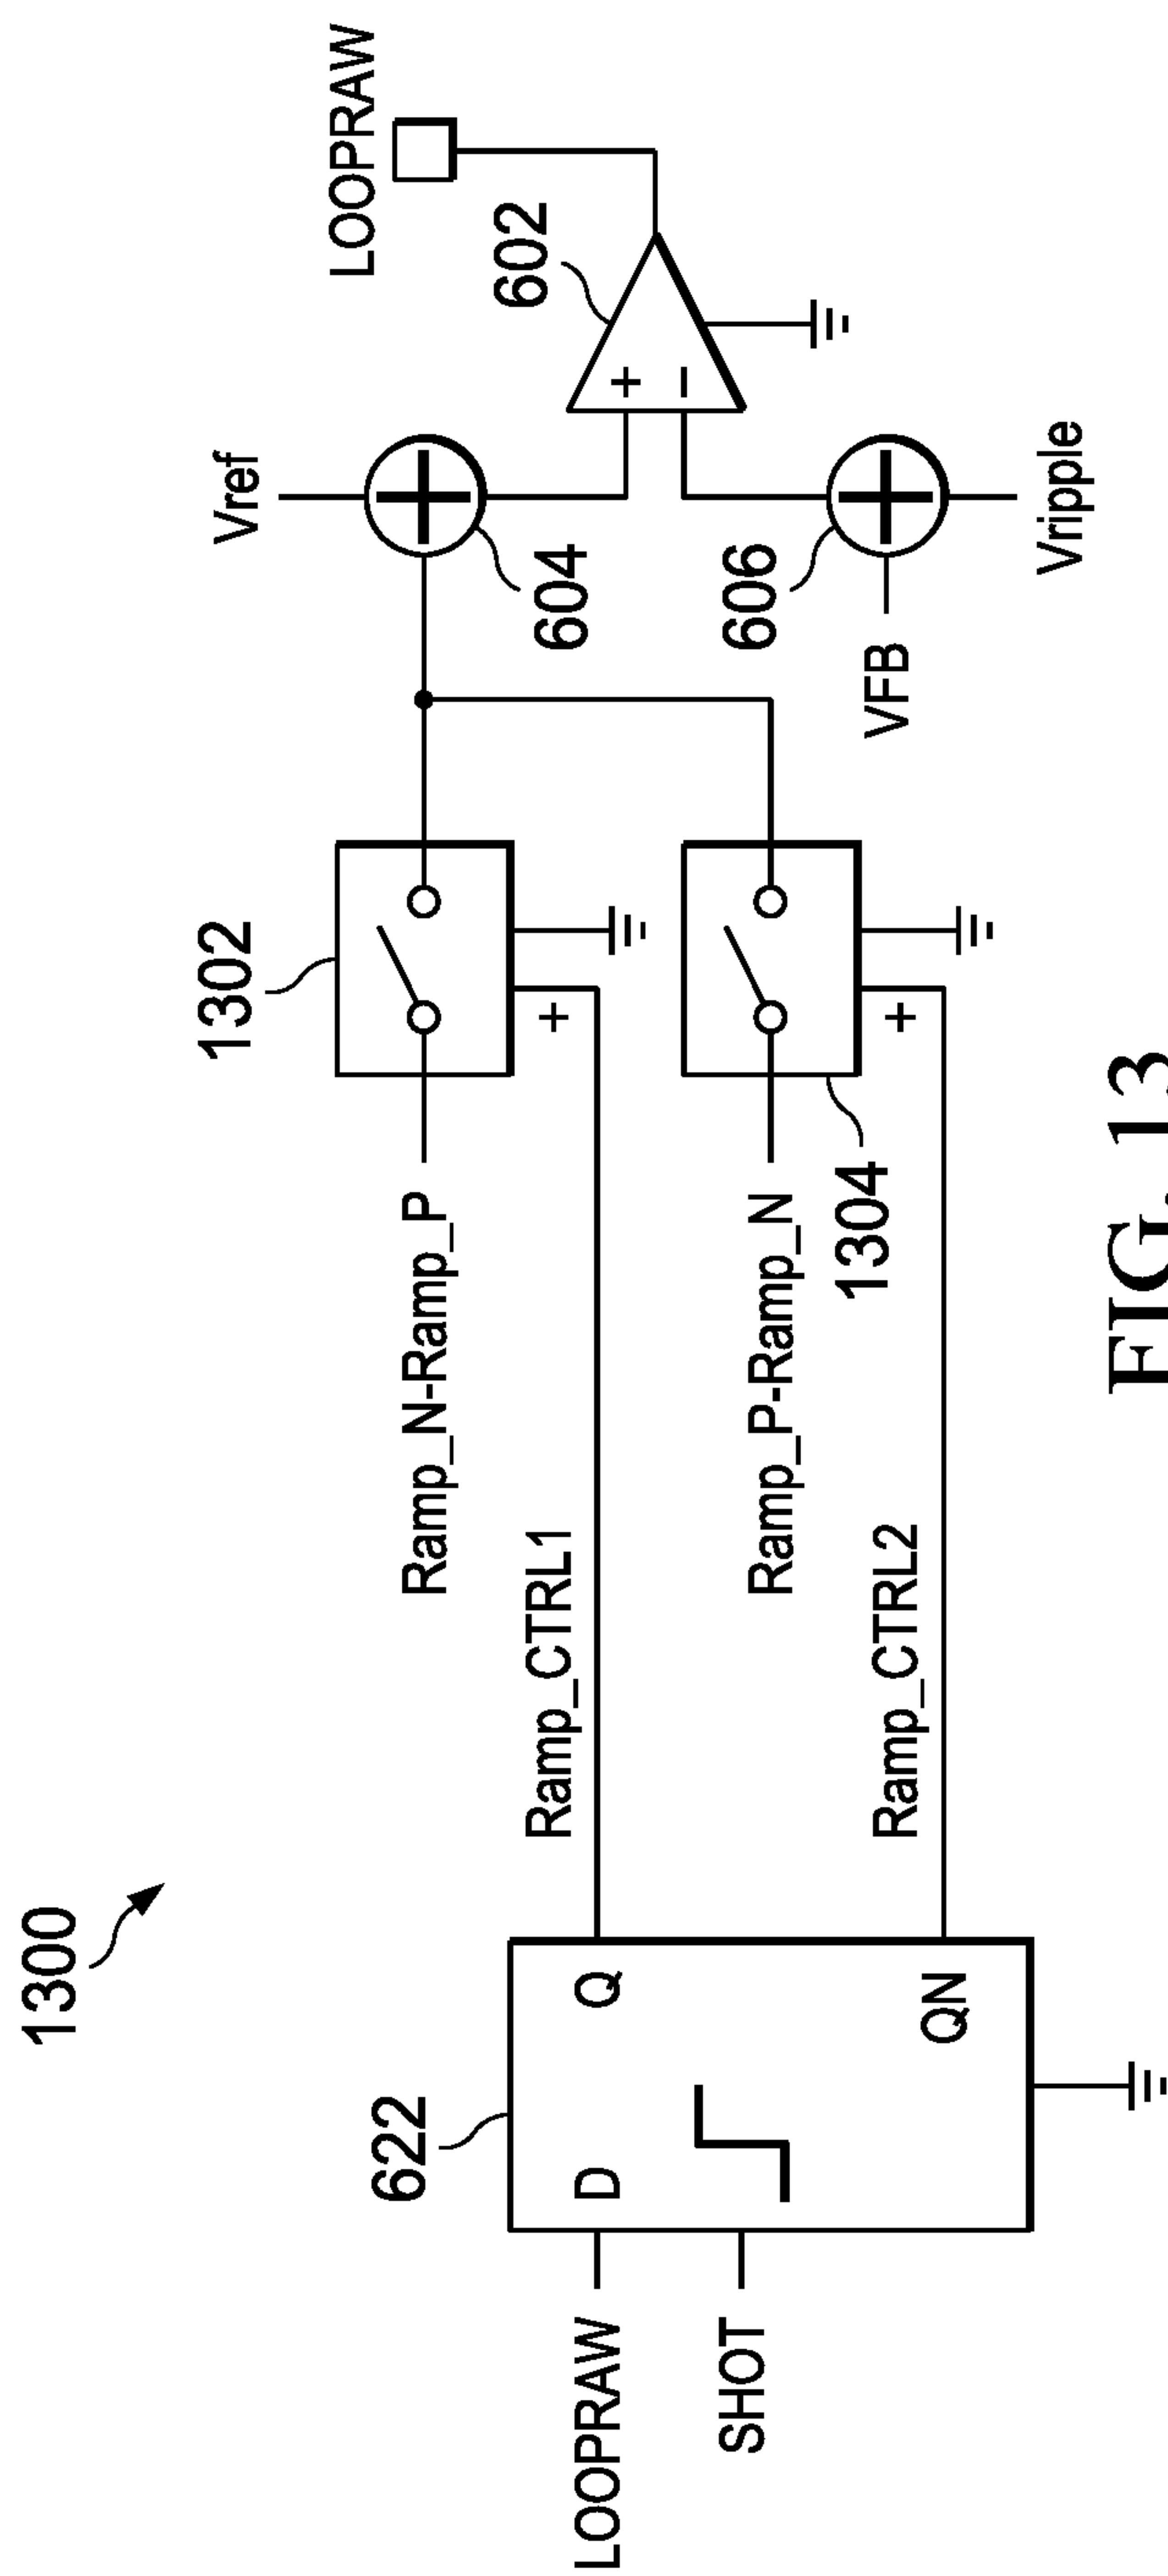 1300
LOOPRAW
SHOT
622
D
Q
QN
Ramp_CTRL1
Ramp_CTRL2
Ramp_N-Ramp_P
Ramp_P-Ramp_N
1302
+
1304
+
Vref
604
606
VFB
Vripple
+
-
602
LOOPRAW
FIG. 13